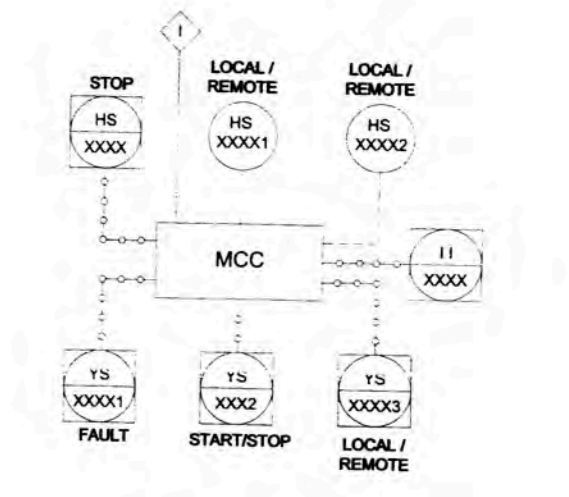 I
STOP
HS
XXXX
LOCAL /
REMOTE
HS
XXXX1
LOCAL /
REMOTE
HS
XXXX2
MCC
I I
XXXX
YS
XXXX1
FAULT
YS
XXX2
START/STOP
YS
XXXX3
LOCAL /
REMOTE